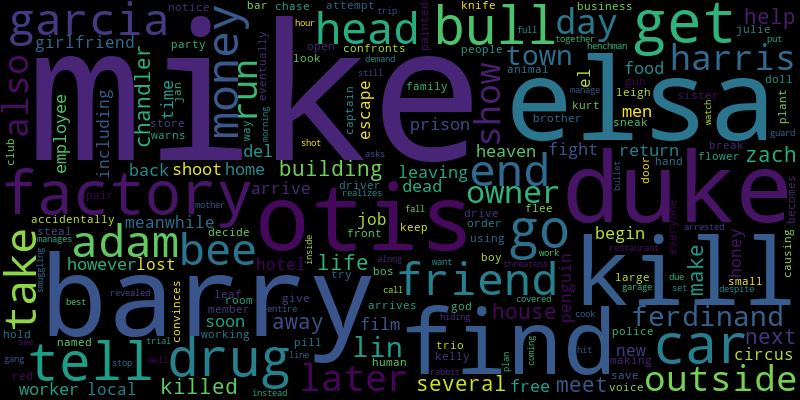 mike
elsa
barry
find
otis
duke
kill
factory
garcia
bull
get
head
day
town
harris
help
money
run
chandler
also
show
prison
men
food
girlfriend
employee
including
time
party
store
warns
jan
notice
bar
chase
attempt
trip
hour
open
look
confronts
eventually
way
morning
captain
escape
family
shot
asks
still
knife
people
painted
business
together
full
henchman
demand
put
animal
manage
el
julie
doll
leigh
gun
sister
kurt
brother
sneak
watch
plant
guard
club
del
back
shoot
home
building
leaving
heaven
fight
return
zach
break
flower
end
owner
dead
arrive
driver
realizes
door
hand
bullet
mother
becomes
pair
accidentally
steal
manages
smuggling
adam
bee
meanwhile
decide
job
front
keep
fall
drive
order
flee
using
work
go
begin
restaurant
everyone
arrested
take
however
lost
hotel
life
try
bos
along
want
threatens
friend
boy
penguin
house
large
small
make
honey
causing
best
revealed
convinces
leaf
room
member
give
entire
inside
god
call
arrives
covered
hiding
cook
garage
due
set
despite
ferdinand
next
tell
drug
soon
away
film
working
pill
human
lin
trio
kelly
plan
rabbit
coming
hit
police
new
making
save
voice
car
circus
hold
see
gang
red
named
trial
stop
well
line
instead
worker
local
killed
later
several
free
meet
outside